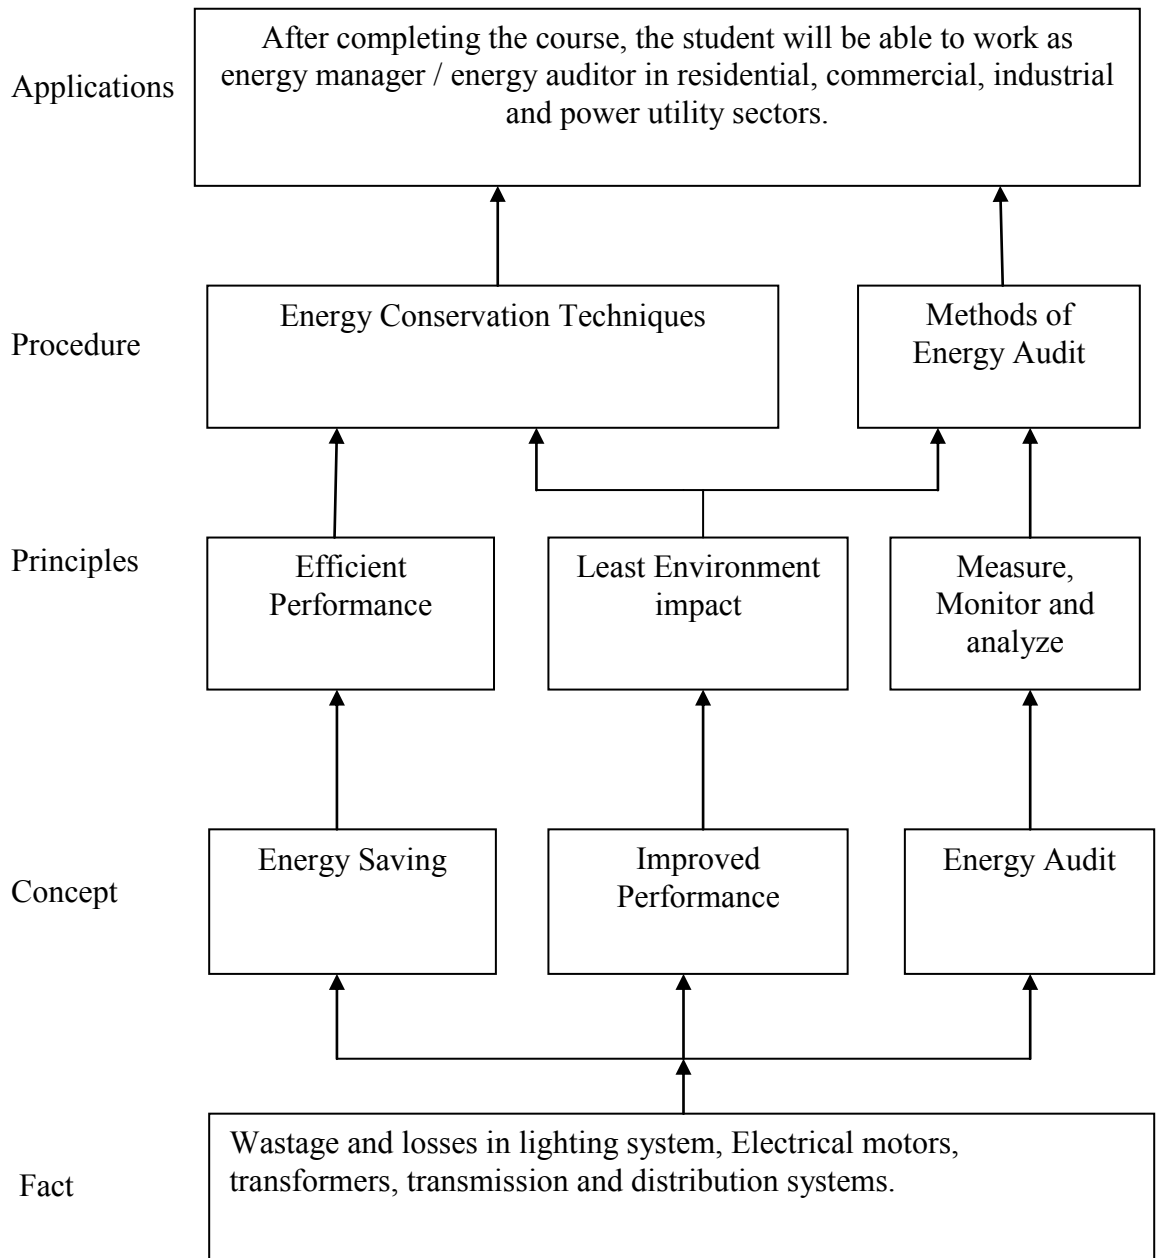 Applications
After completing the course, the student will be able to work as
energy manager / energy auditor in residential, commercial, industrial
and power utility sectors.
Procedure
Energy Conservation Techniques
Methods of
Energy Audit
Principles
Efficient
Performance
Least Environment
impact
Measure,
Monitor and
analyze
Concept
Energy Saving
Improved
Performance
Energy Audit
Fact
Wastage and losses in lighting system, Electrical motors,
transformers, transmission and distribution systems.